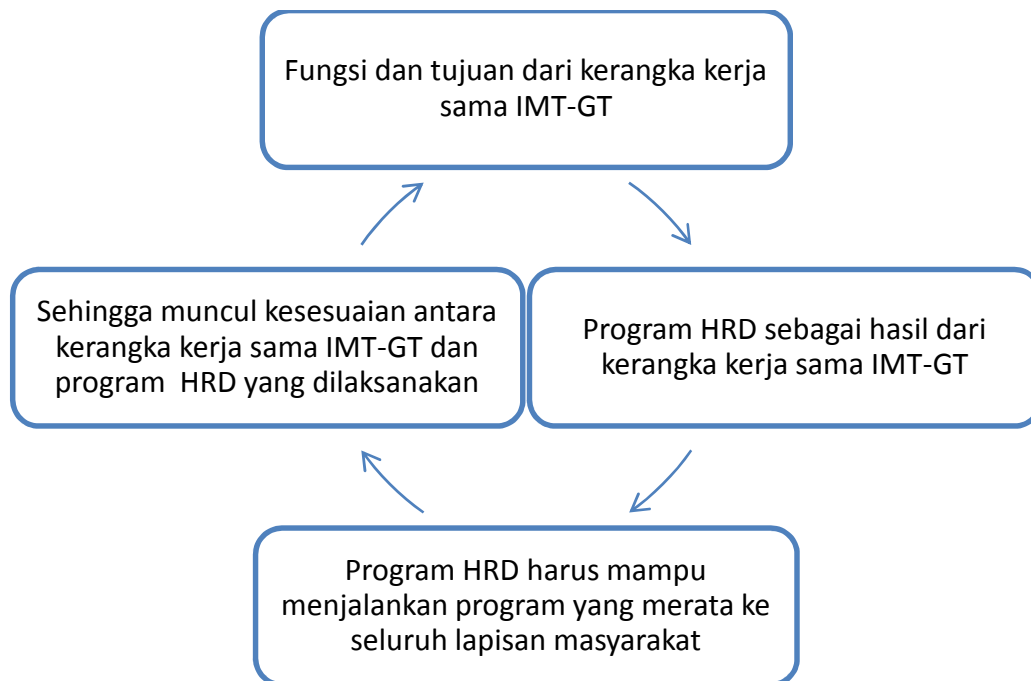 Fungsi dan tujuan dari kerangka kerja
sama IMT-GT
Program HRD sebagai hasil dari
kerangka kerja sama IMT-GT
Program HRD harus mampu
menjalankan program yang merata ke
seluruh lapisan masyarakat
Sehingga muncul kesesuaian antara
kerangka kerja sama IMT-GT dan
program  HRD yang dilaksanakan